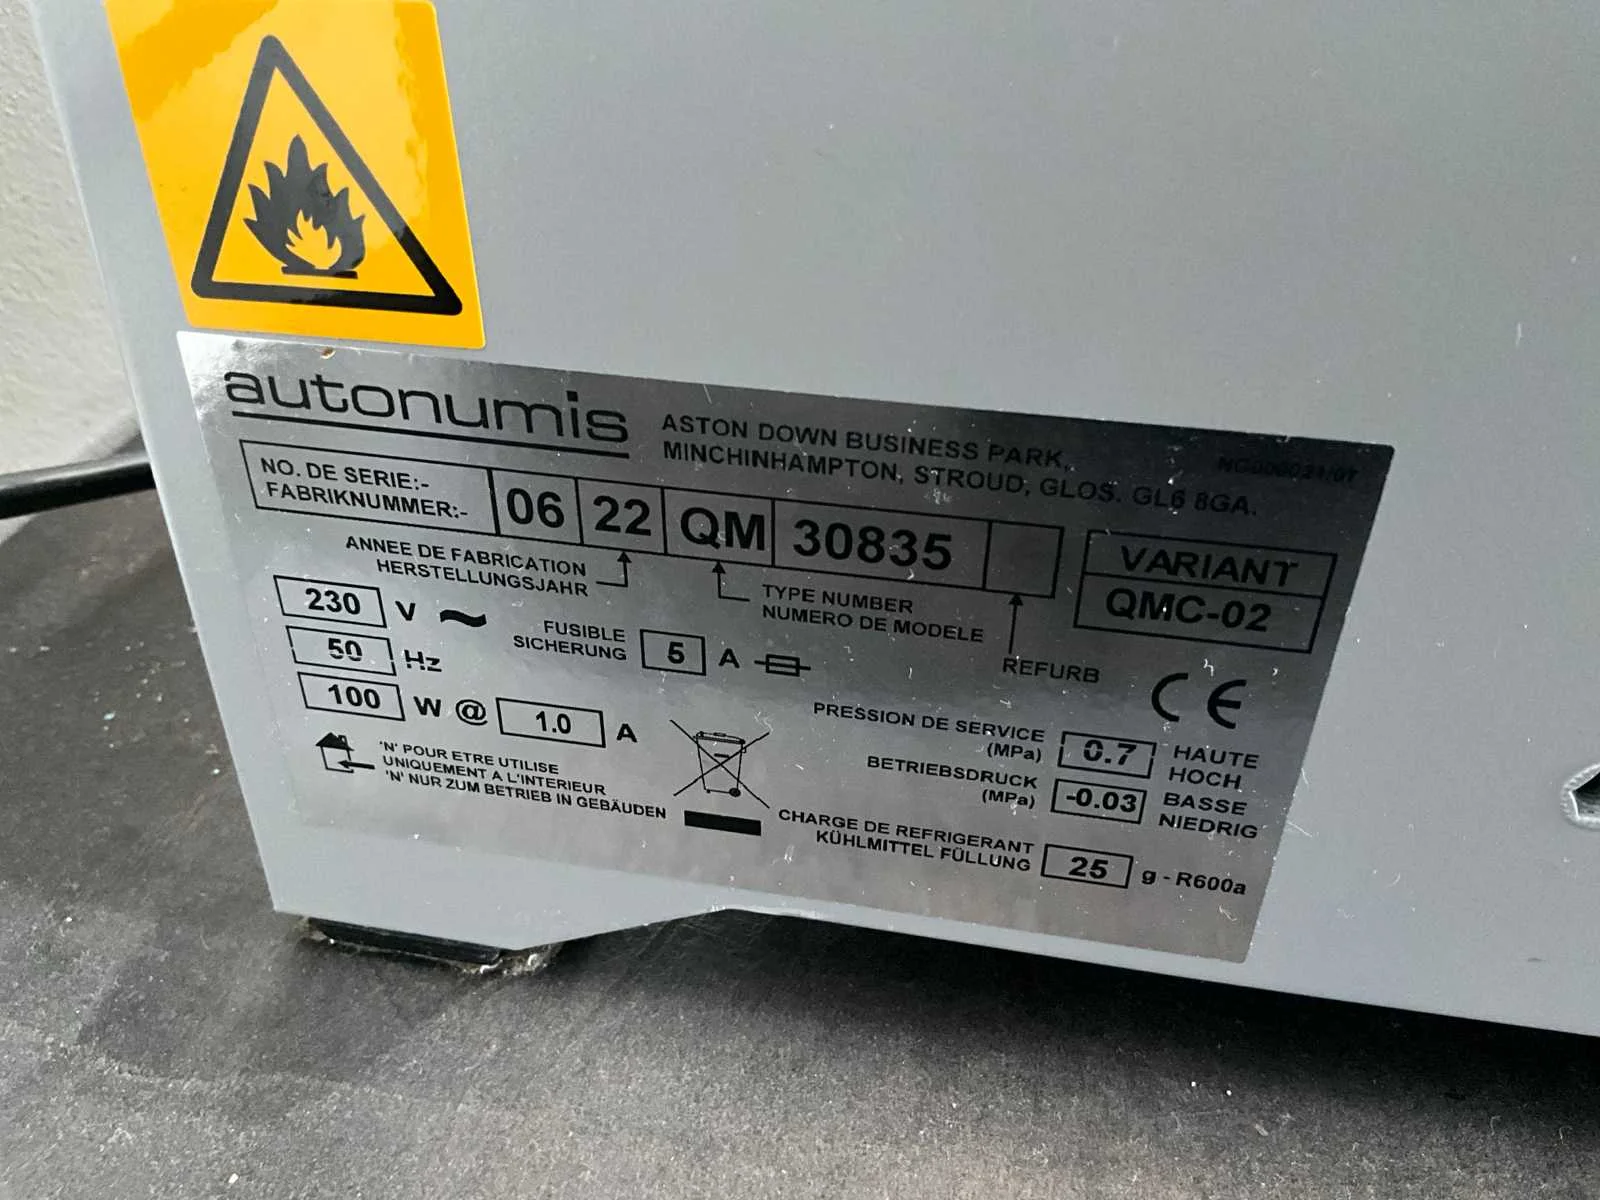 autonumis
ASTON DOWN BUSINESS PARK,
MINCHINHAMPTON, STROUD, GLOS. GL6 8GA.
NO. DE SERIE:-
FABRIKNUMMER:-
06 22 QM 30835
ANNEE DE FABRICATION
HERSTELLUNGSJAHR
TYPE NUMBER
NUMERO DE MODELE
REFURB
VARIANT
QMC-02
230 V
50 Hz
100 W @ 1.0 A
FUSIBLE
SICHERUNG
5 A
CE
'N' POUR ETRE UTILISE
UNIQUEMENT A L'INTERIEUR
'N' NUR ZUM BETRIEB IN GEBÄUDEN
PRESSION DE SERVICE
(MPa)
0.7
HAUTE
HOCH
BETRIEBSDRUCK
(MPa)
-0.03
BASSE
NIEDRIG
CHARGE DE REFRIGERANT
KÜHLMITTEL FÜLLUNG
25 g - R600a